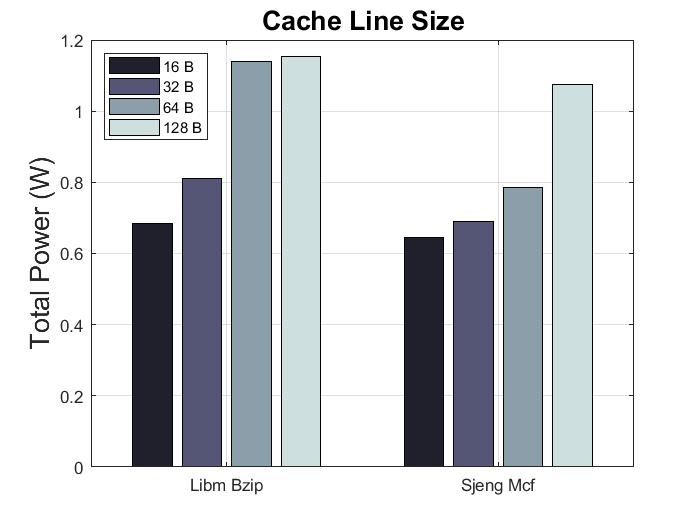 Cache Line Size
Total Power (W)
1.2
1
0.8
0.6
0.4
0.2
0
16 B
32 B
64 B
128 B
Libm Bzip
Sjeng Mcf